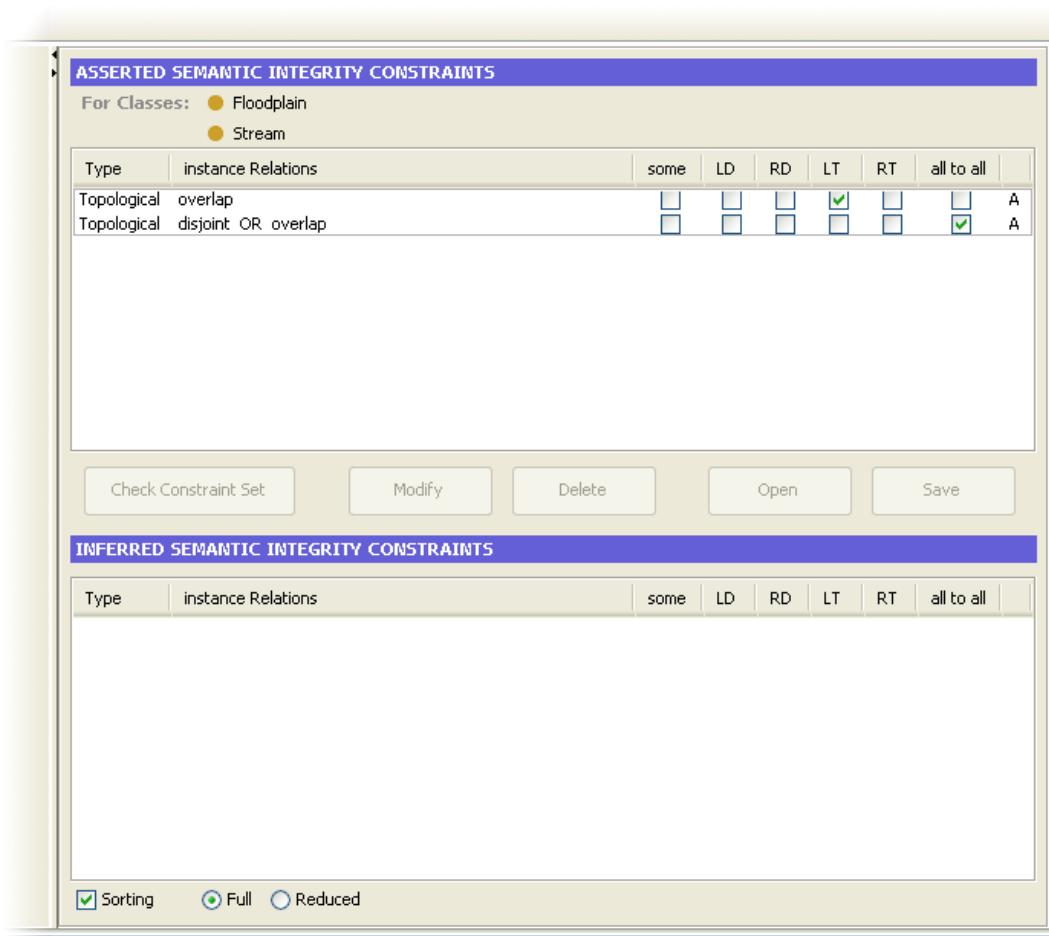 ASSERTED SEMANTIC INTEGRITY CONSTRAINTS
For Classes: Floodplain
Stream
Type instance Relations some LD RD LT RT all to all
Topological overlap A
Topological disjoint OR overlap A
Check Constraint Set Modify Delete Open Save
INFERRED SEMANTIC INTEGRITY CONSTRAINTS
Type instance Relations some LD RD LT RT all to all
Sorting Full Reduced